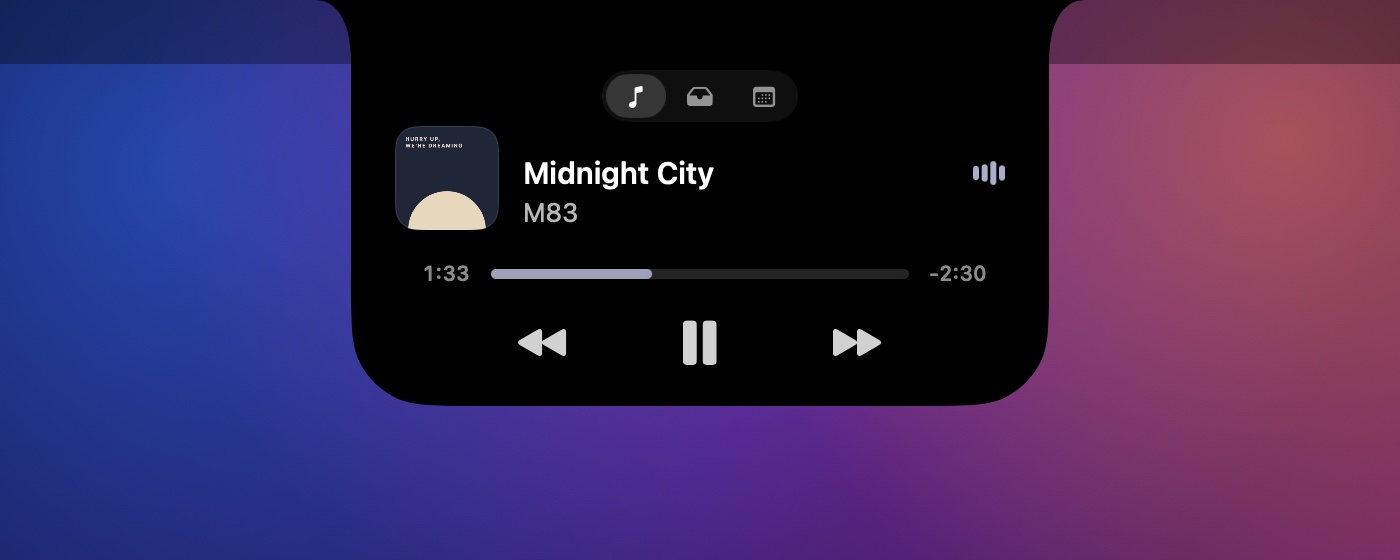 HURRY UP,
WE'RE DREAMING
Midnight City
M83
1:33
-2:30